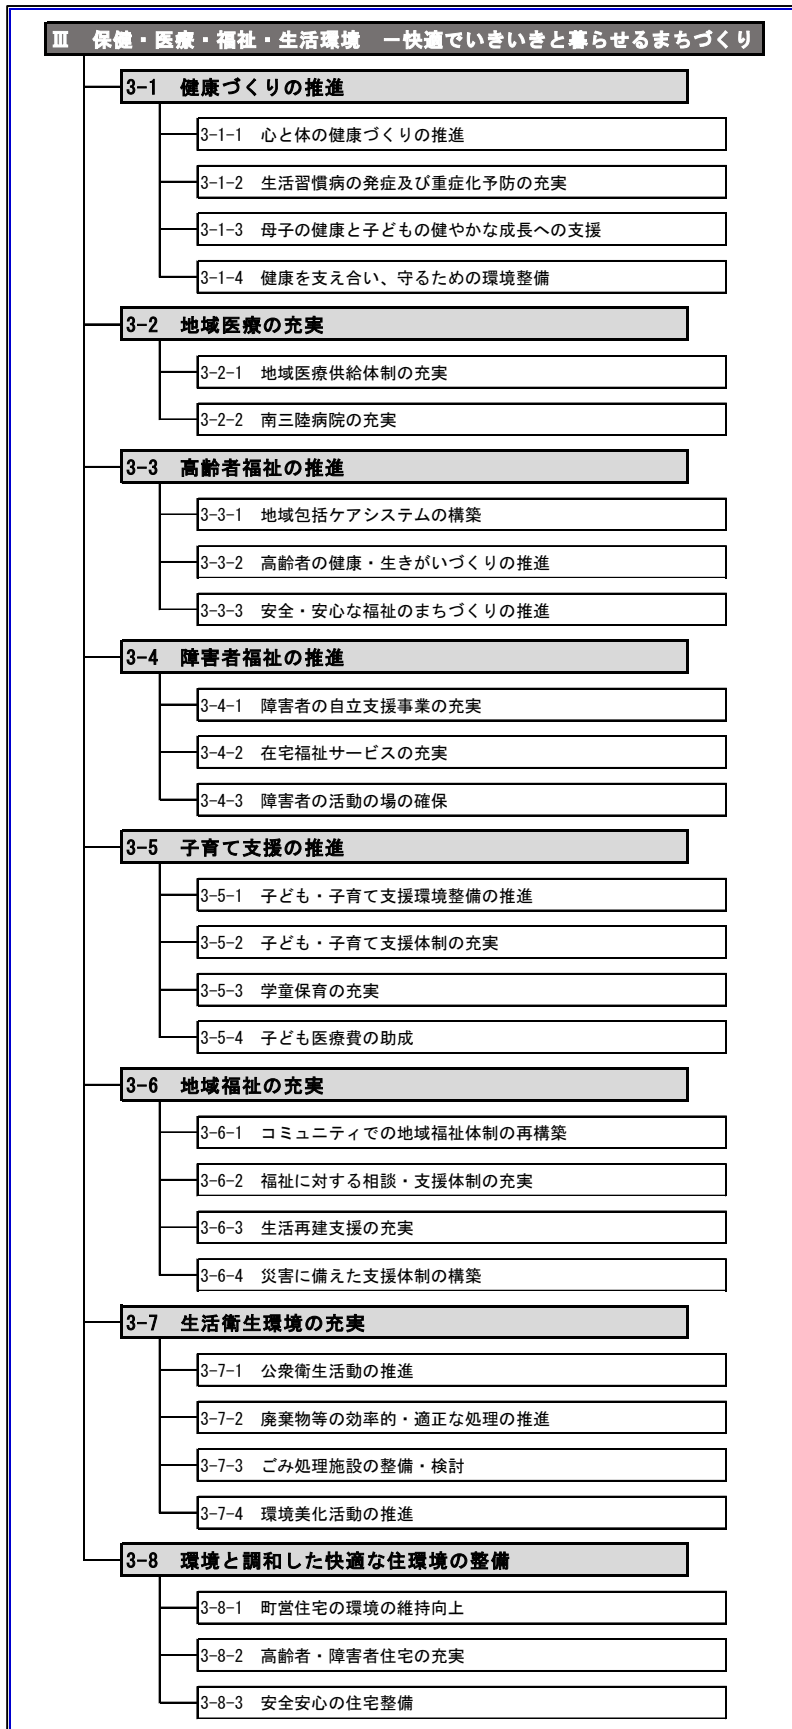 Ⅲ 保健・医療・福祉・生活環境 －快適でいきいきと暮らせるまちづくり
3-1 健康づくりの推進
3-1-1 心と体の健康づくりの推進
3-1-2 生活習慣病の発症及び重症化予防の充実
3-1-3 母子の健康と子どもの健やかな成長への支援
3-1-4 健康を支え合い、守るための環境整備
3-2 地域医療の充実
3-2-1 地域医療供給体制の充実
3-2-2 南三陸病院の充実
3-3 高齢者福祉の推進
3-3-1 地域包括ケアシステムの構築
3-3-2 高齢者の健康・生きがいづくりの推進
3-3-3 安全・安心な福祉のまちづくりの推進
3-4 障害者福祉の推進
3-4-1 障害者の自立支援事業の充実
3-4-2 在宅福祉サービスの充実
3-4-3 障害者の活動の場の確保
3-5 子育て支援の推進
3-5-1 子ども・子育て支援環境整備の推進
3-5-2 子ども・子育て支援体制の充実
3-5-3 学童保育の充実
3-5-4 子ども医療費の助成
3-6 地域福祉の充実
3-6-1 コミュニティでの地域福祉体制の再構築
3-6-2 福祉に対する相談・支援体制の充実
3-6-3 生活再建支援の充実
3-6-4 災害に備えた支援体制の構築
3-7 生活衛生環境の充実
3-7-1 公衆衛生活動の推進
3-7-2 廃棄物等の効率的・適正な処理の推進
3-7-3 ごみ処理施設の整備・検討
3-7-4 環境美化活動の推進
3-8 環境と調和した快適な住環境の整備
3-8-1 町営住宅の環境の維持向上
3-8-2 高齢者・障害者住宅の充実
3-8-3 安全安心の住宅整備